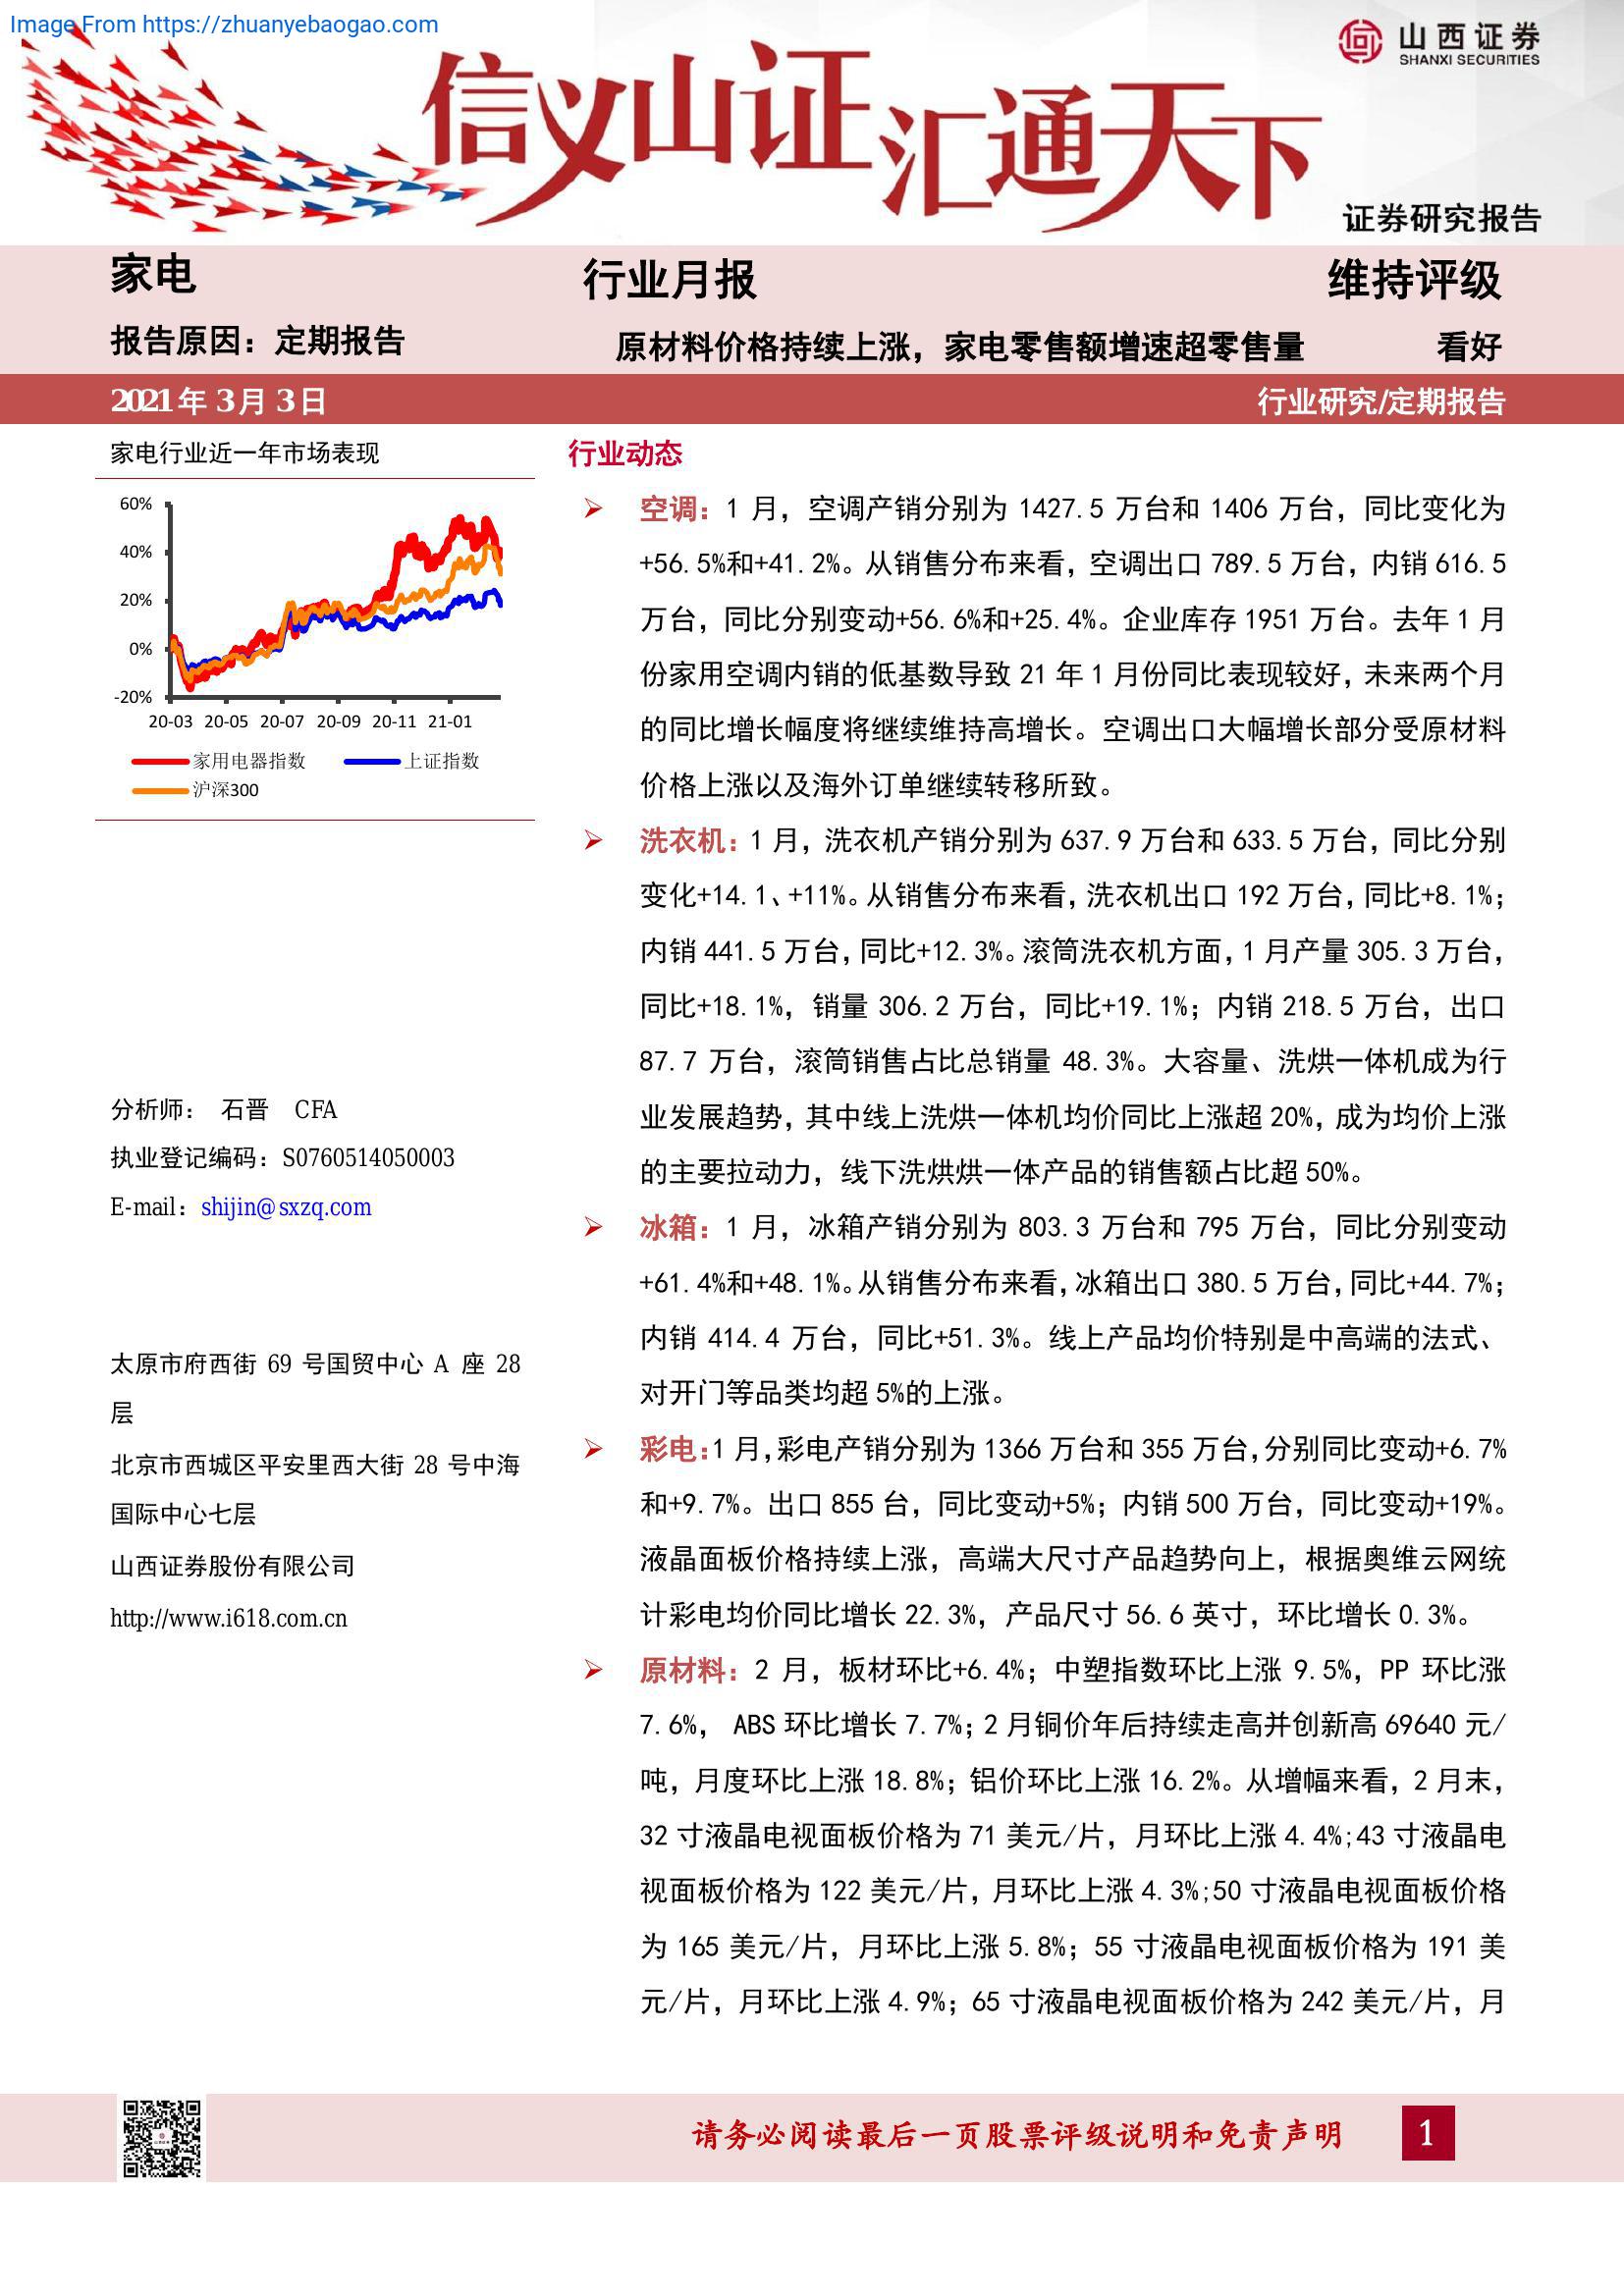 Image From https://zhuanyebaogao.com
山西证券
SHANXI SECURITIES
信义山证汇通天下
证券研究报告
家电
行业月报
维持评级
报告原因：定期报告
原材料价格持续上涨，家电零售额增速超零售量
看好
2021年 3月 3日
行业研究/定期报告
家电行业近一年市场表现
60%
40%
20%
0%
-20%
20-03 20-05 20-07 20-09 20-11 21-01
家用电器指数 上证指数
沪深300
分析师： 石晋 CFA
执业登记编码：S0760514050003
E-mail：shijin@sxzq.com
太原市府西街 69 号国贸中心 A 座 28
层
北京市西城区平安里西大街 28 号中海
国际中心七层
山西证券股份有限公司
http://www.i618.com.cn
行业动态
➢ 空调：1 月，空调产销分别为 1427.5 万台和 1406 万台，同比变化为
+56.5%和+41.2%。从销售分布来看，空调出口 789.5 万台，内销 616.5
万台，同比分别变动+56.6%和+25.4%。企业库存 1951 万台。去年 1 月
份家用空调内销的低基数导致 21 年 1 月份同比表现较好，未来两个月
的同比增长幅度将继续维持高增长。空调出口大幅增长部分受原材料
价格上涨以及海外订单继续转移所致。
➢ 洗衣机：1 月，洗衣机产销分别为 637.9 万台和 633.5 万台，同比分别
变化+14.1、+11%。从销售分布来看，洗衣机出口 192 万台，同比+8.1%；
内销 441.5 万台，同比+12.3%。滚筒洗衣机方面，1 月产量 305.3 万台，
同比+18.1%，销量 306.2 万台，同比+19.1%；内销 218.5 万台，出口
87.7 万台，滚筒销售占比总销量 48.3%。大容量、洗烘一体机成为行
业发展趋势，其中线上洗烘一体机均价同比上涨超 20%，成为均价上涨
的主要拉动力，线下洗烘烘一体产品的销售额占比超 50%。
➢ 冰箱：1 月，冰箱产销分别为 803.3 万台和 795 万台，同比分别变动
+61.4%和+48.1%。从销售分布来看，冰箱出口 380.5 万台，同比+44.7%；
内销 414.4 万台，同比+51.3%。线上产品均价特别是中高端的法式、
对开门等品类均超 5%的上涨。
➢ 彩电：1 月，彩电产销分别为 1366 万台和 355 万台，分别同比变动+6.7%
和+9.7%。出口 855 台，同比变动+5%；内销 500 万台，同比变动+19%。
液晶面板价格持续上涨，高端大尺寸产品趋势向上，根据奥维云网统
计彩电均价同比增长 22.3%，产品尺寸 56.6 英寸，环比增长 0.3%。
➢ 原材料：2 月，板材环比+6.4%；中塑指数环比上涨 9.5%，PP 环比涨
7.6%， ABS 环比增长 7.7%；2 月铜价年后持续走高并创新高 69640 元/
吨，月度环比上涨 18.8%；铝价环比上涨 16.2%。从增幅来看，2 月末，
32 寸液晶电视面板价格为 71 美元/片，月环比上涨 4.4%;43 寸液晶电
视面板价格为 122 美元/片，月环比上涨 4.3%;50 寸液晶电视面板价格
为 165 美元/片，月环比上涨 5.8%；55 寸液晶电视面板价格为 191 美
元/片，月环比上涨 4.9%；65 寸液晶电视面板价格为 242 美元/片，月
请务必阅读最后一页股票评级说明和免责声明
1